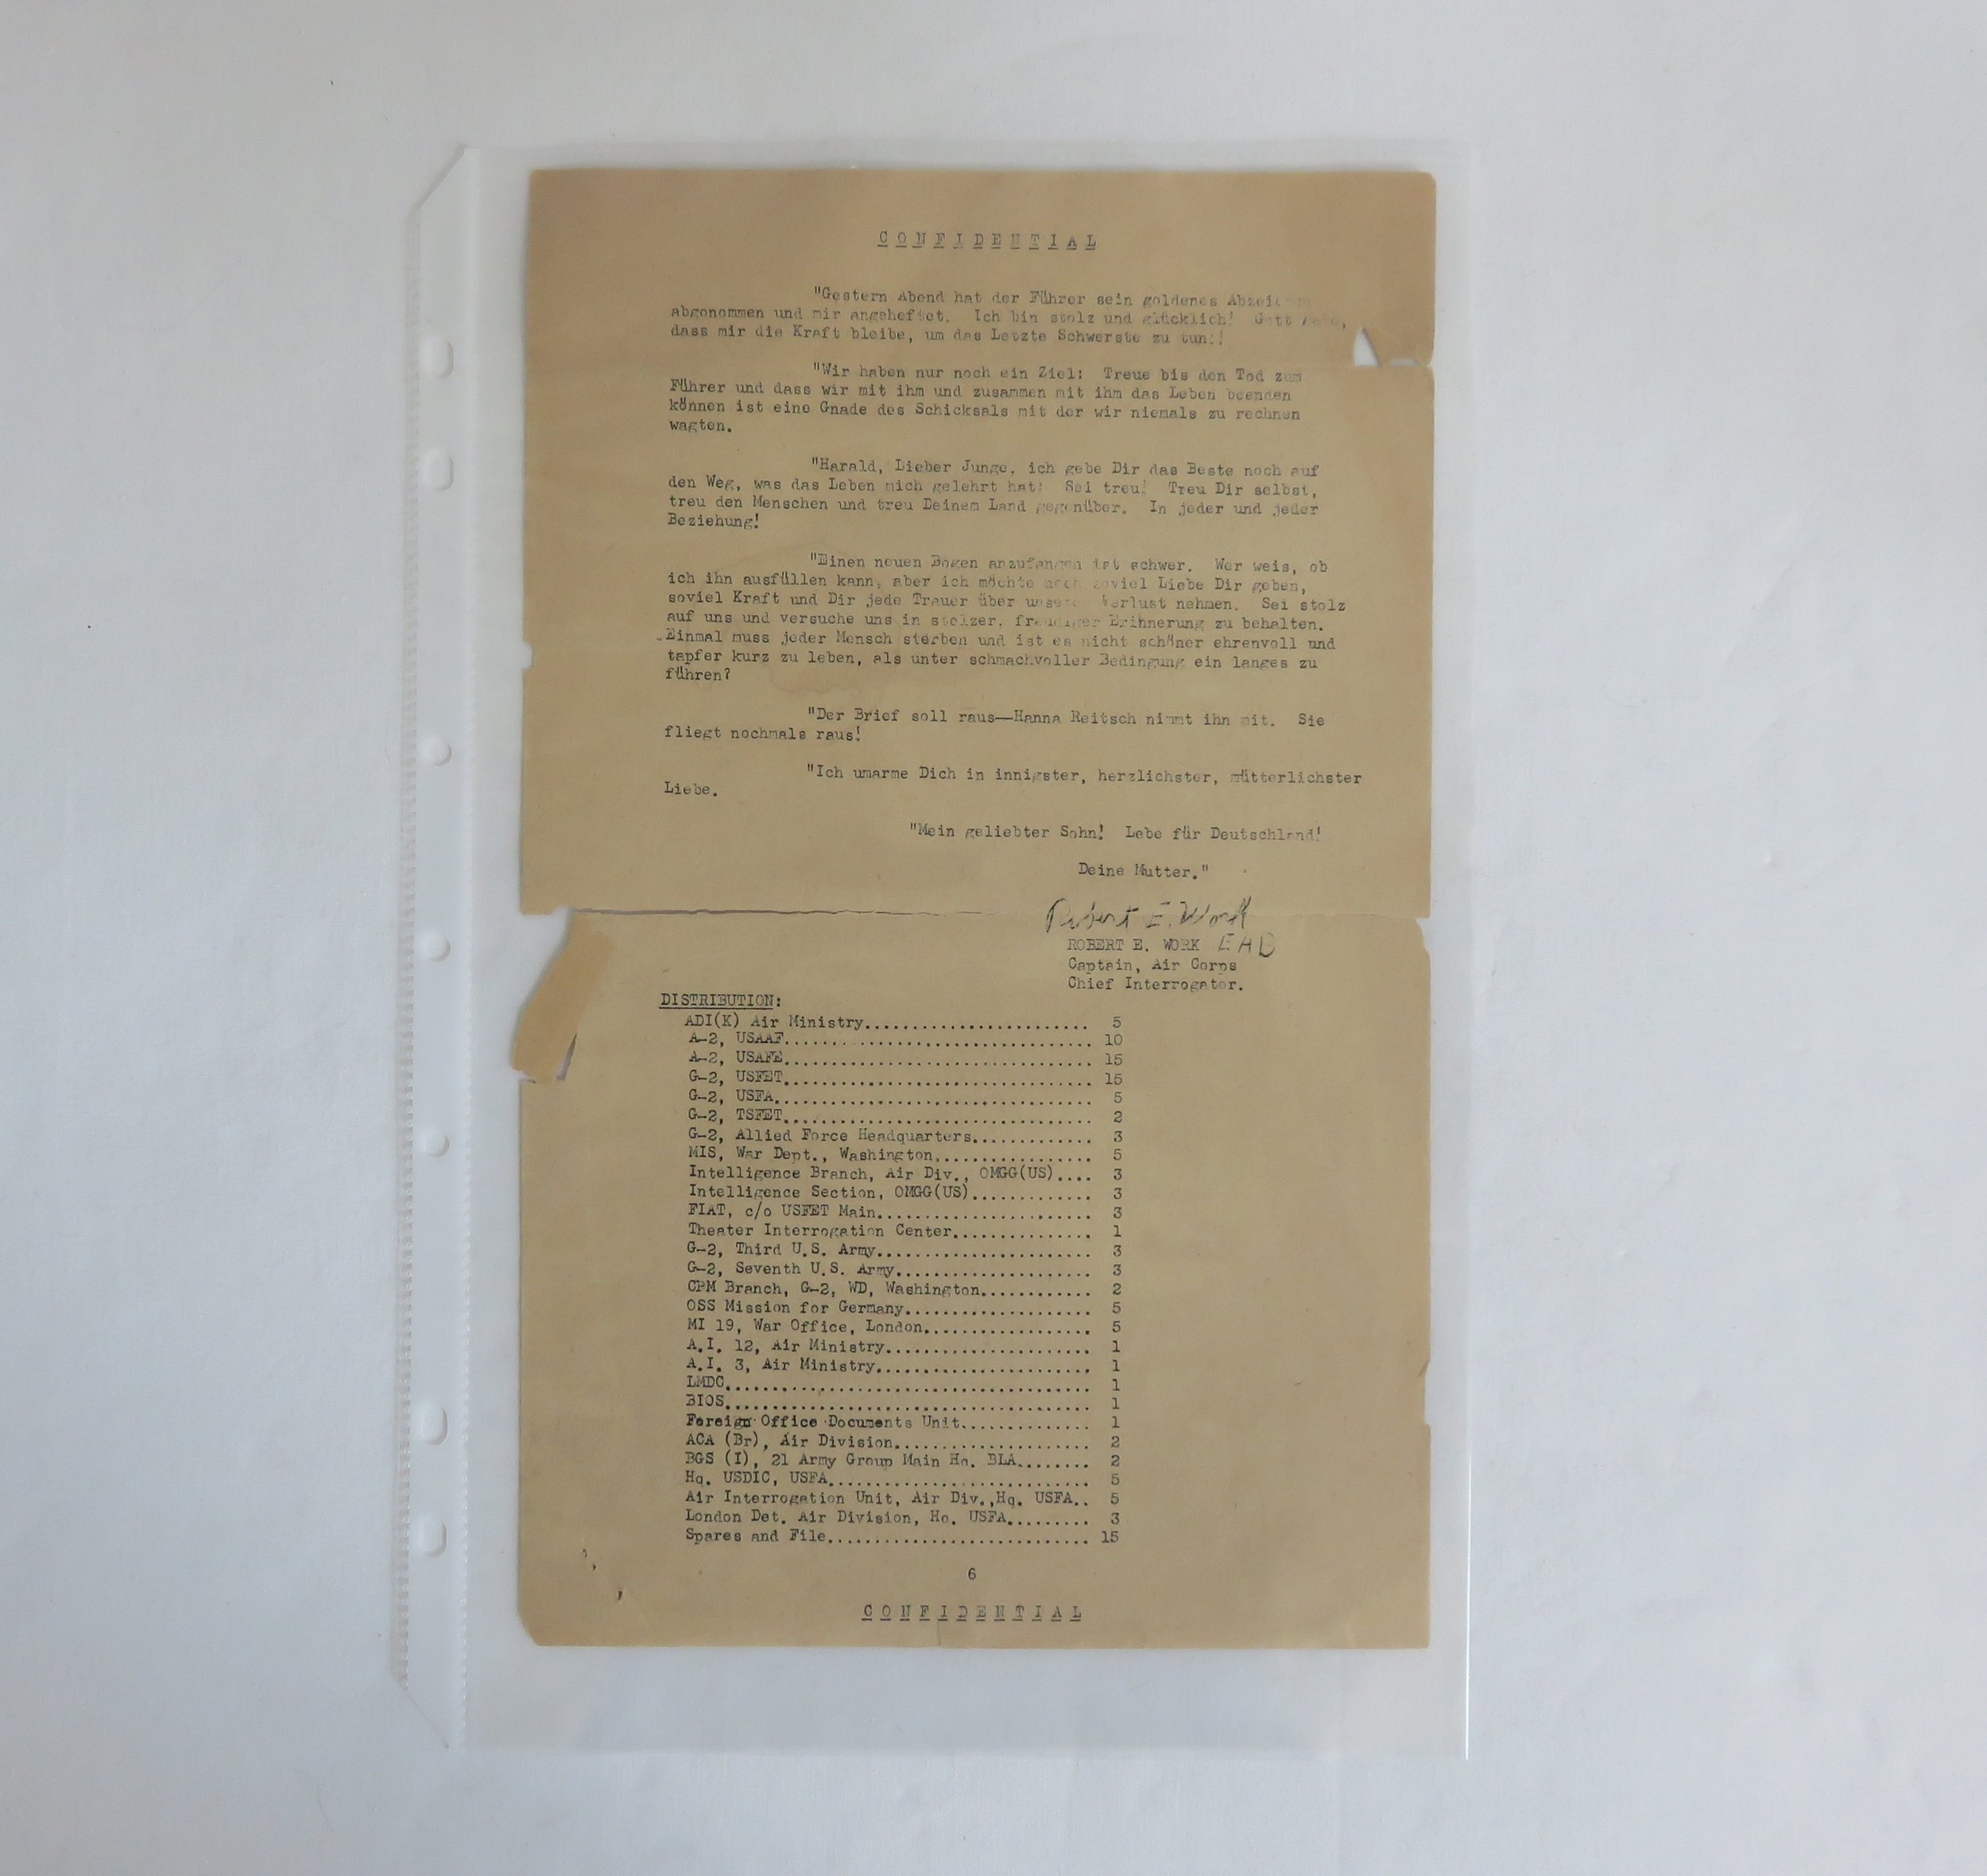 C O N F I D E N T I A L
"Gestern Abend hat der Führer sein goldenes
abgenommen und mir angeheftet. Ich bin stolz und glücklich! Gott
dass mir die Kraft bleibe, um das Letzte Schwerste zu tun!
"Wir haben nur noch ein Ziel: Treue bis den Tod zum
Führer und dass wir mit ihm und zusammen mit ihm das Leben beenden
können ist eine Gnade des Schicksals mit der wir niemals zu rechnen
wagten.
"Harald, Lieber Junge, ich gebe Dir das Beste noch auf
den Weg, was das Leben mich gelehrt hat: Sei treu! Treu Dir selbst,
treu den Menschen und treu Deinem Land gegenüber. In jeder und jeder
Beziehung!
"Einen neuen Bogen anzufangen ist schwer. Wer weis, ob
ich ihn ausfüllen kann, aber ich möchte noch soviel Liebe Dir geben,
soviel Kraft und Dir jede Trauer über unseren Verlust nehmen. Sei stolz
auf uns und versuche uns in stolzer, freudiger Erihnerung zu behalten.
Einmal muss jeder Mensch sterben und ist es nicht schöner ehrenvoll und
tapfer kurz zu leben, als unter schmachvoller Bedingung ein langes zu
führen?
"Der Brief soll raus—Hanna Reitsch nimmt ihn mit. Sie
fliegt nochmals raus!
"Ich umarme Dich in innigster, herzlichster, mütterlichster
Liebe.
"Mein geliebter Sohn! Lebe für Deutschland!
Deine Mutter."
Robert E. Work
ROBERT E. WORK EAD
Captain, Air Corps
Chief Interrogator.
DISTRIBUTION:
ADI(K) Air Ministry........................ 5
A-2, USAAF................................. 10
A-2, USAFE................................. 15
G-2, USFET................................. 15
G-2, USFA.................................. 5
G-2, TSFET................................. 2
G-2, Allied Force Headquarters............. 3
MIS, War Dept., Washington................. 5
Intelligence Branch, Air Div., OMGG(US).... 3
Intelligence Section, OMGG(US)............. 3
FIAT, c/o USFET Main....................... 3
Theater Interrogation Center............... 1
G-2, Third U.S. Army....................... 3
G-2, Seventh U.S. Army..................... 3
CPM Branch, G-2, WD, Washington............ 2
OSS Mission for Germany.................... 5
MI 19, War Office, London.................. 5
A.I. 12, Air Ministry...................... 1
A.I. 3, Air Ministry....................... 1
LMDC....................................... 1
BIOS....................................... 1
Foreign Office Documents Unit.............. 1
ACA (Br), Air Division..................... 2
BGS (I), 21 Army Group Main Hq. BLA........ 2
Hq. USDIC, USFA............................ 5
Air Interrogation Unit, Air Div.,Hq. USFA.. 5
London Det. Air Division, Hq. USFA......... 3
Spares and File............................ 15
6
C O N F I D E N T I A L